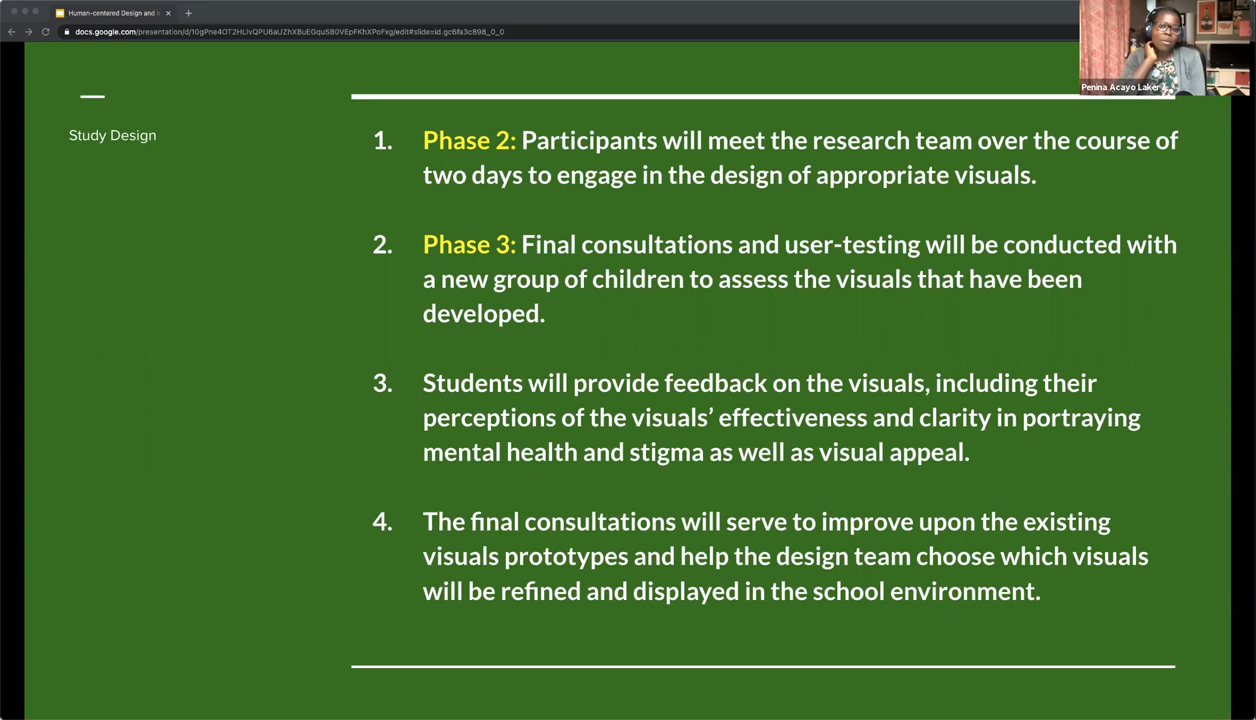 Human-centered Design and
docs.google.com/presentation/d/10gPne4OT2HLIvQPU6aUZhXBuEGquSB0VEpFKhXPoFxg/edit#slide=id.gc6fa3c898_0_0
Penina Acayo Laker
Study Design
1. Phase 2: Participants will meet the research team over the course of
two days to engage in the design of appropriate visuals.
2. Phase 3: Final consultations and user-testing will be conducted with
a new group of children to assess the visuals that have been
developed.
3. Students will provide feedback on the visuals, including their
perceptions of the visuals’ effectiveness and clarity in portraying
mental health and stigma as well as visual appeal.
4. The final consultations will serve to improve upon the existing
visuals prototypes and help the design team choose which visuals
will be refined and displayed in the school environment.